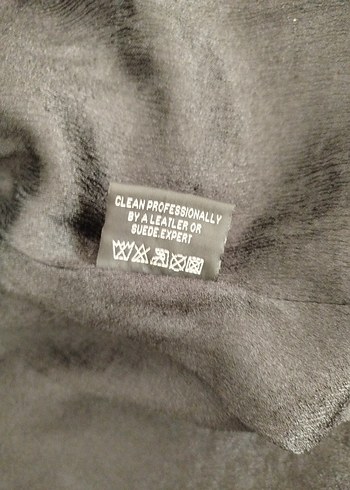 CLEAN PROFESSIONALLY
BY A LEATLER OR
SUEDE.EXPERT